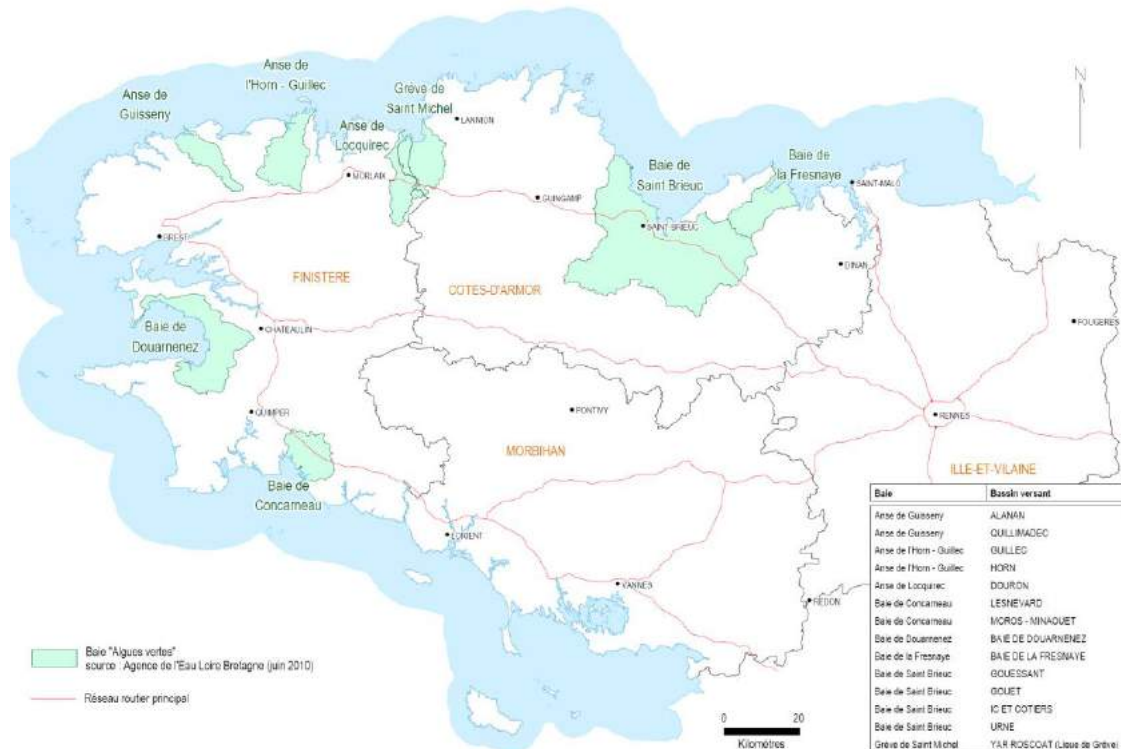 N
Anse de
l'Horn - Guillec
Anse de
Guisseny
Grève de
Saint Michel
LANNION
Anse de
Locquirec
MORLAIX
Baie de
Saint Brieuc
Baie de
la Fresnaye
SAINT-MALO
GUINGAMP
SAINT-BRIEUC
BREST
DINAN
FINISTERE
COTES-D'ARMOR
FOUGERES
Baie de
Douarnenez
CHATEAULIN
QUIMPER
PONTIVY
RENNES
MORBIHAN
ILLE-ET-VILAINE
Baie de
Concarneau
LORIENT
VANNES
REDON
Baie Bassin versant
Anse de Guisseny ALANAN
Anse de Guisseny QUILLIMADEC
Anse de l'Horn - Guillec GUILLEC
Anse de l'Horn - Guillec HORN
Anse de Locquirec DOURON
Baie de Concarneau LESNEVARD
Baie de Concarneau MOROS - MINAOUET
Baie de Douarnenez BAIE DE DOUARNENEZ
Baie de la Fresnaye BAIE DE LA FRESNAYE
Baie de Saint Brieuc GOUESSANT
Baie de Saint Brieuc GOUET
Baie de Saint Brieuc IC ET COTIERS
Baie de Saint Brieuc URNE
Grève de Saint Michel YAR ROSCOAT (Lieue de Grève)
Baie "Algues vertes"
source : Agence de l'Eau Loire Bretagne (juin 2010)
Réseau routier principal
0 20
Kilomètres